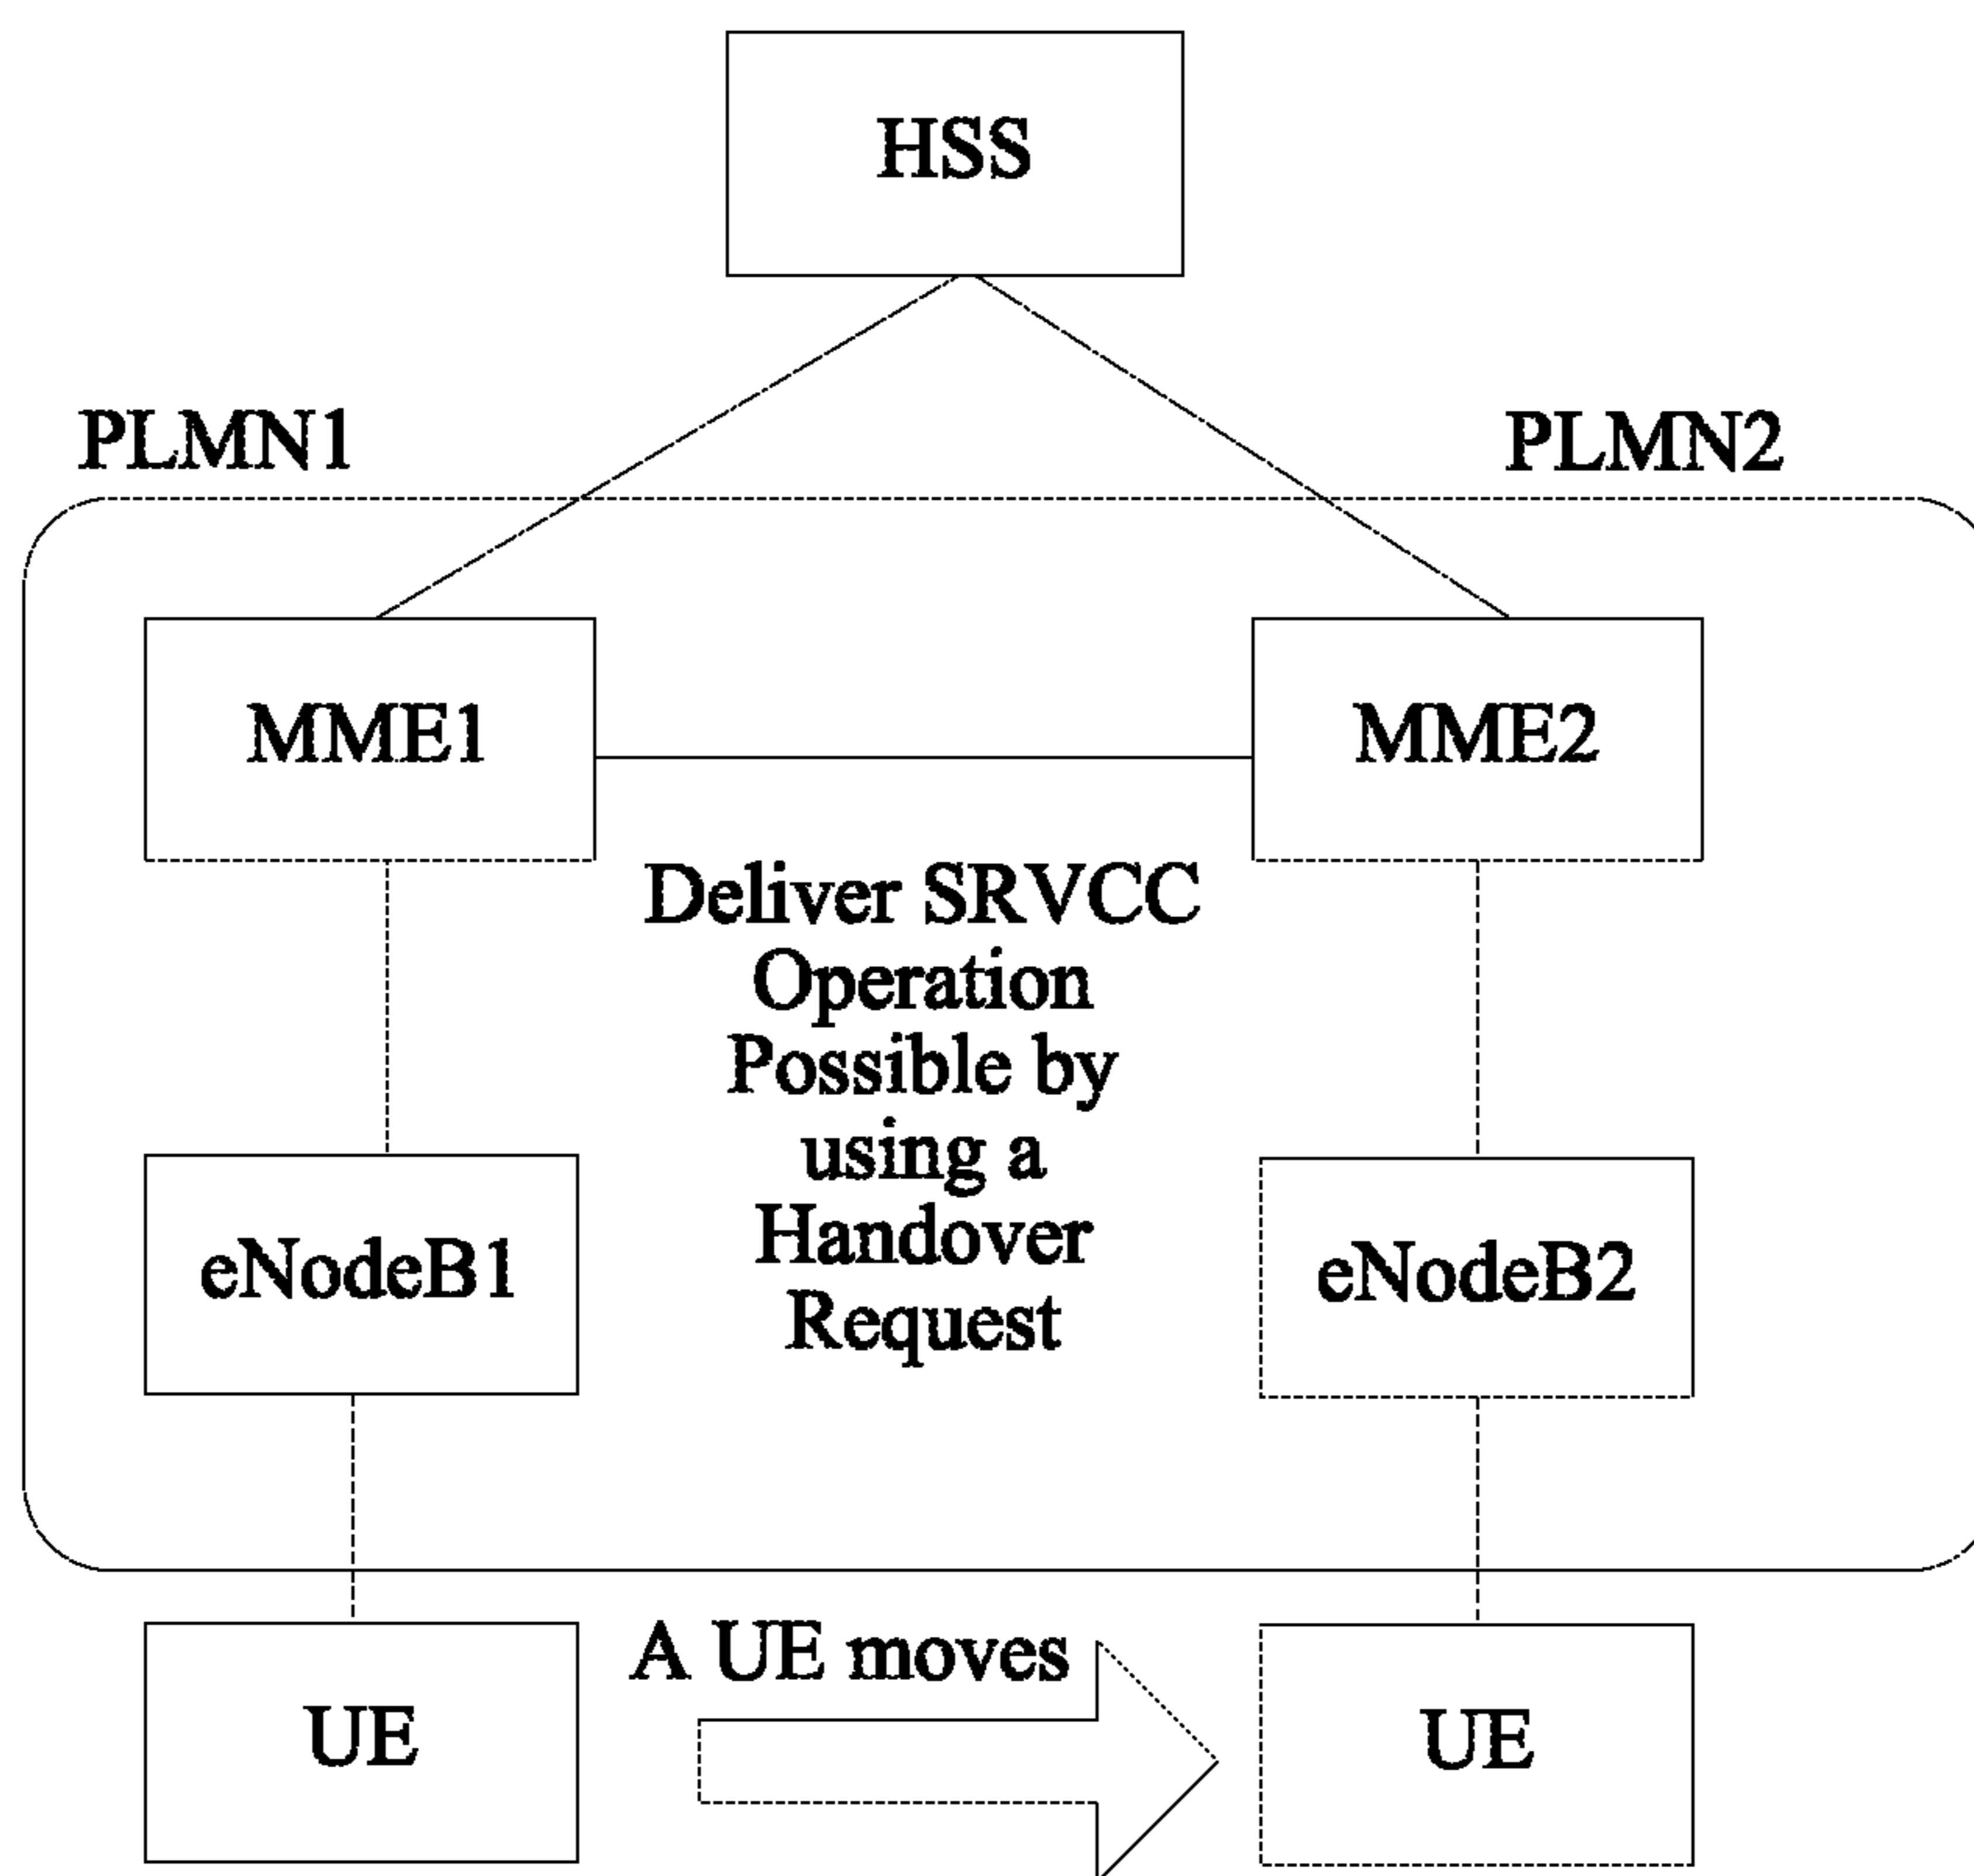 HSS
PLMN1
PLMN2
MME1
MME2
Deliver SRVCC
Operation
Possible by
using a
Handover
Request
eNodeB1
eNodeB2
A UE moves
UE
UE